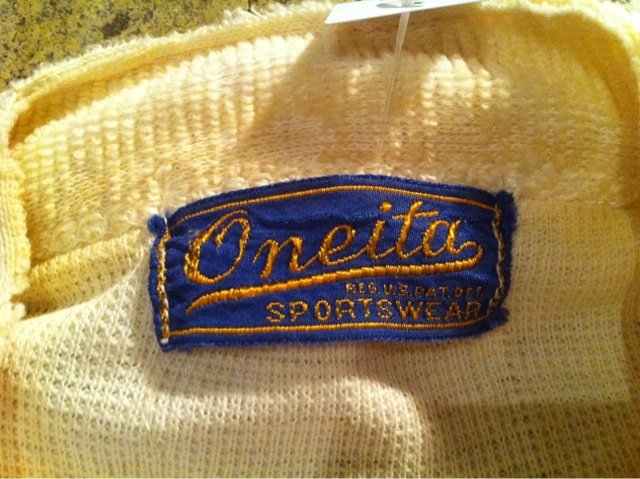 Oneita
REG. U.S. PAT. OFF.
SPORTSWEAR